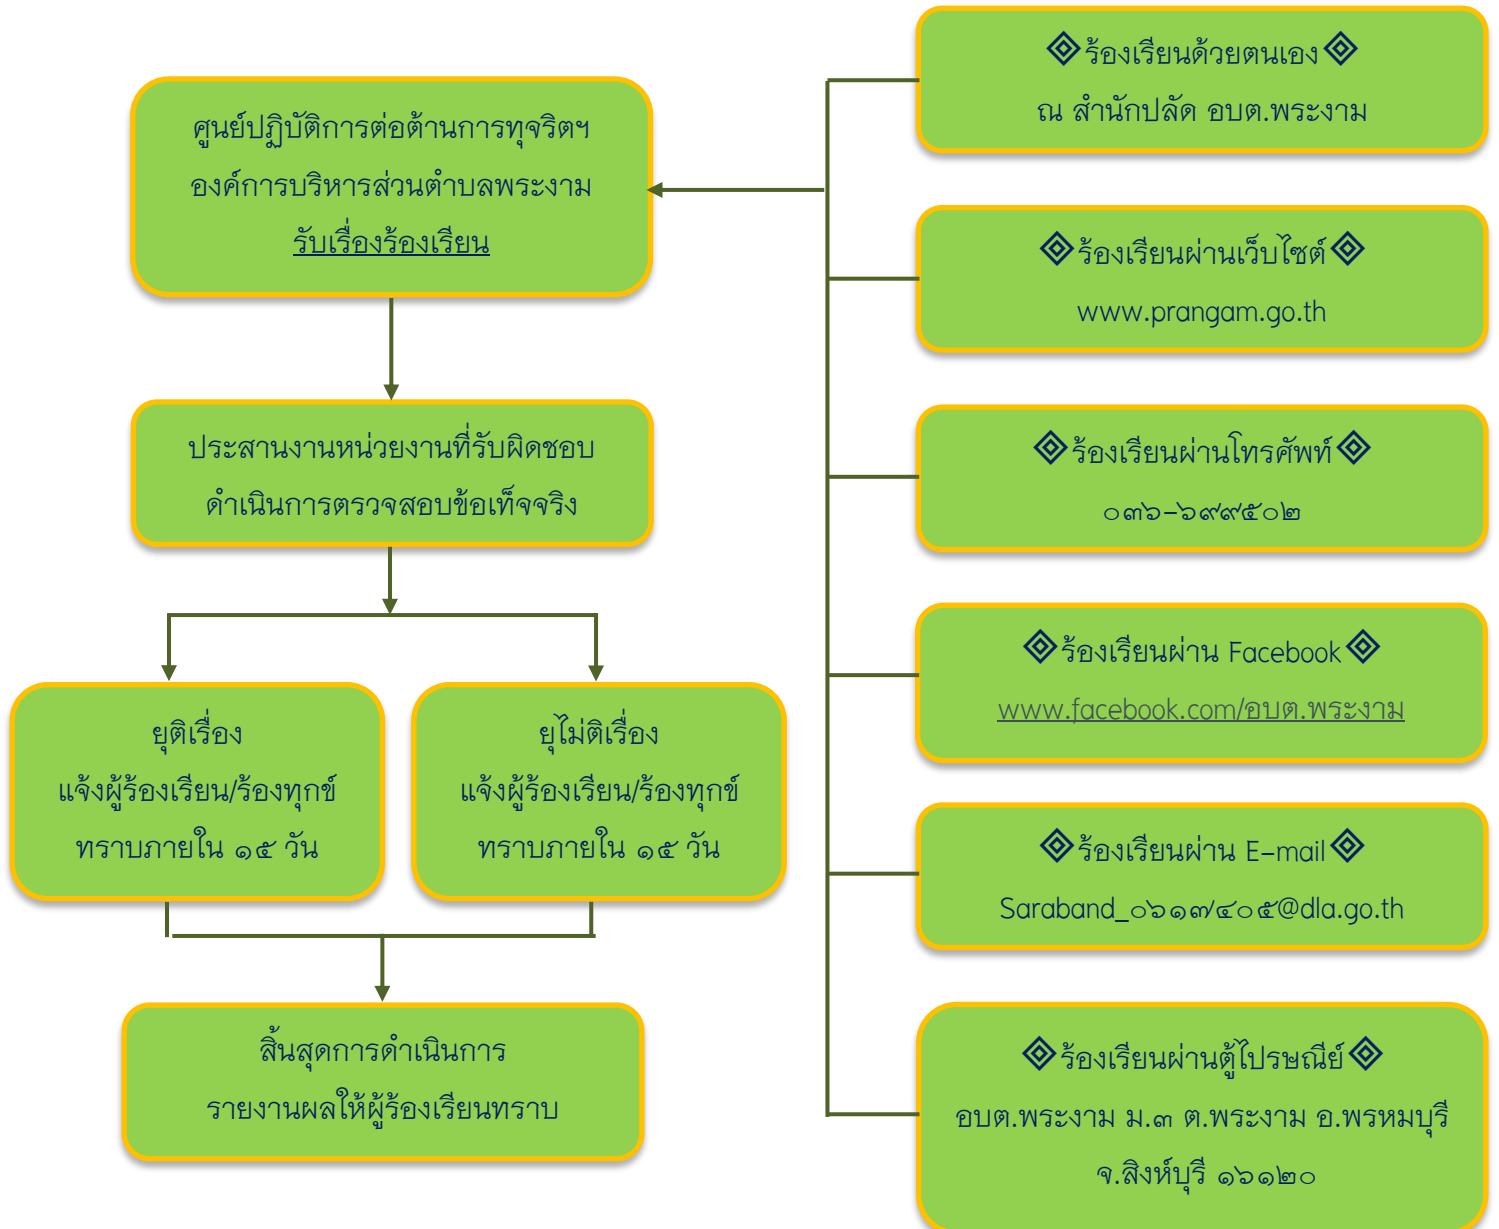 ศูนย์ปฏิบัติการต่อต้านการทุจริตฯ
องค์การบริหารส่วนตำบลพระงาม
รับเรื่องร้องเรียน
ประสานงานหน่วยงานที่รับผิดชอบ
ดำเนินการตรวจสอบข้อเท็จจริง
ยุติเรื่อง
แจ้งผู้ร้องเรียน/ร้องทุกข์
ทราบภายใน ๑๕ วัน
ยุไม่ติเรื่อง
แจ้งผู้ร้องเรียน/ร้องทุกข์
ทราบภายใน ๑๕ วัน
สิ้นสุดการดำเนินการ
รายงานผลให้ผู้ร้องเรียนทราบ
ร้องเรียนด้วยตนเอง
ณ สำนักปลัด อบต.พระงาม
ร้องเรียนผ่านเว็บไซต์
www.prangam.go.th
ร้องเรียนผ่านโทรศัพท์
๐๓๖-๖๙๙๕๐๒
ร้องเรียนผ่าน Facebook
www.facebook.com/อบต.พระงาม
ร้องเรียนผ่าน E-mail
Saraband_๐๖๑๗๔๐๕@dla.go.th
ร้องเรียนผ่านตู้ไปรษณีย์
อบต.พระงาม ม.๓ ต.พระงาม อ.พรหมบุรี
จ.สิงห์บุรี ๑๖๑๒๐